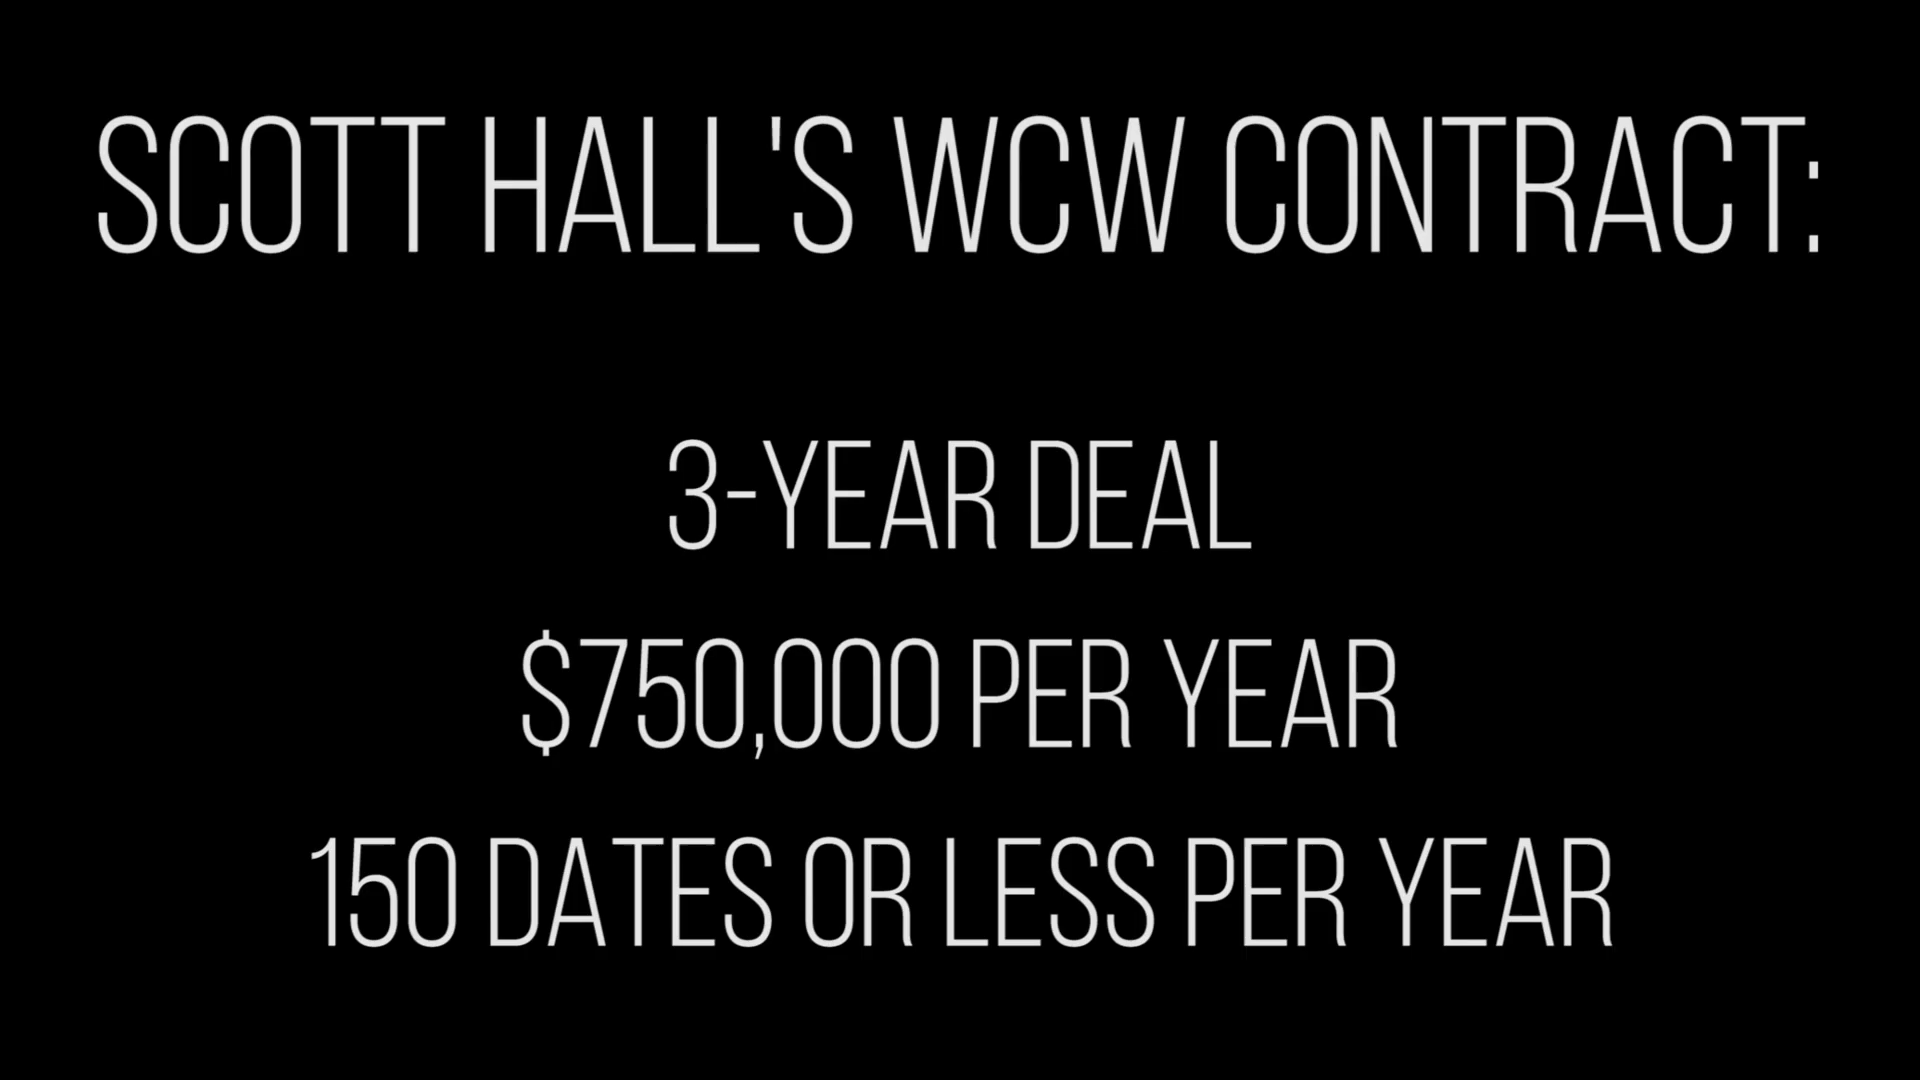 SCOTT HALL'S WCW CONTRACT:
3-YEAR DEAL
$750,000 PER YEAR
150 DATES OR LESS PER YEAR